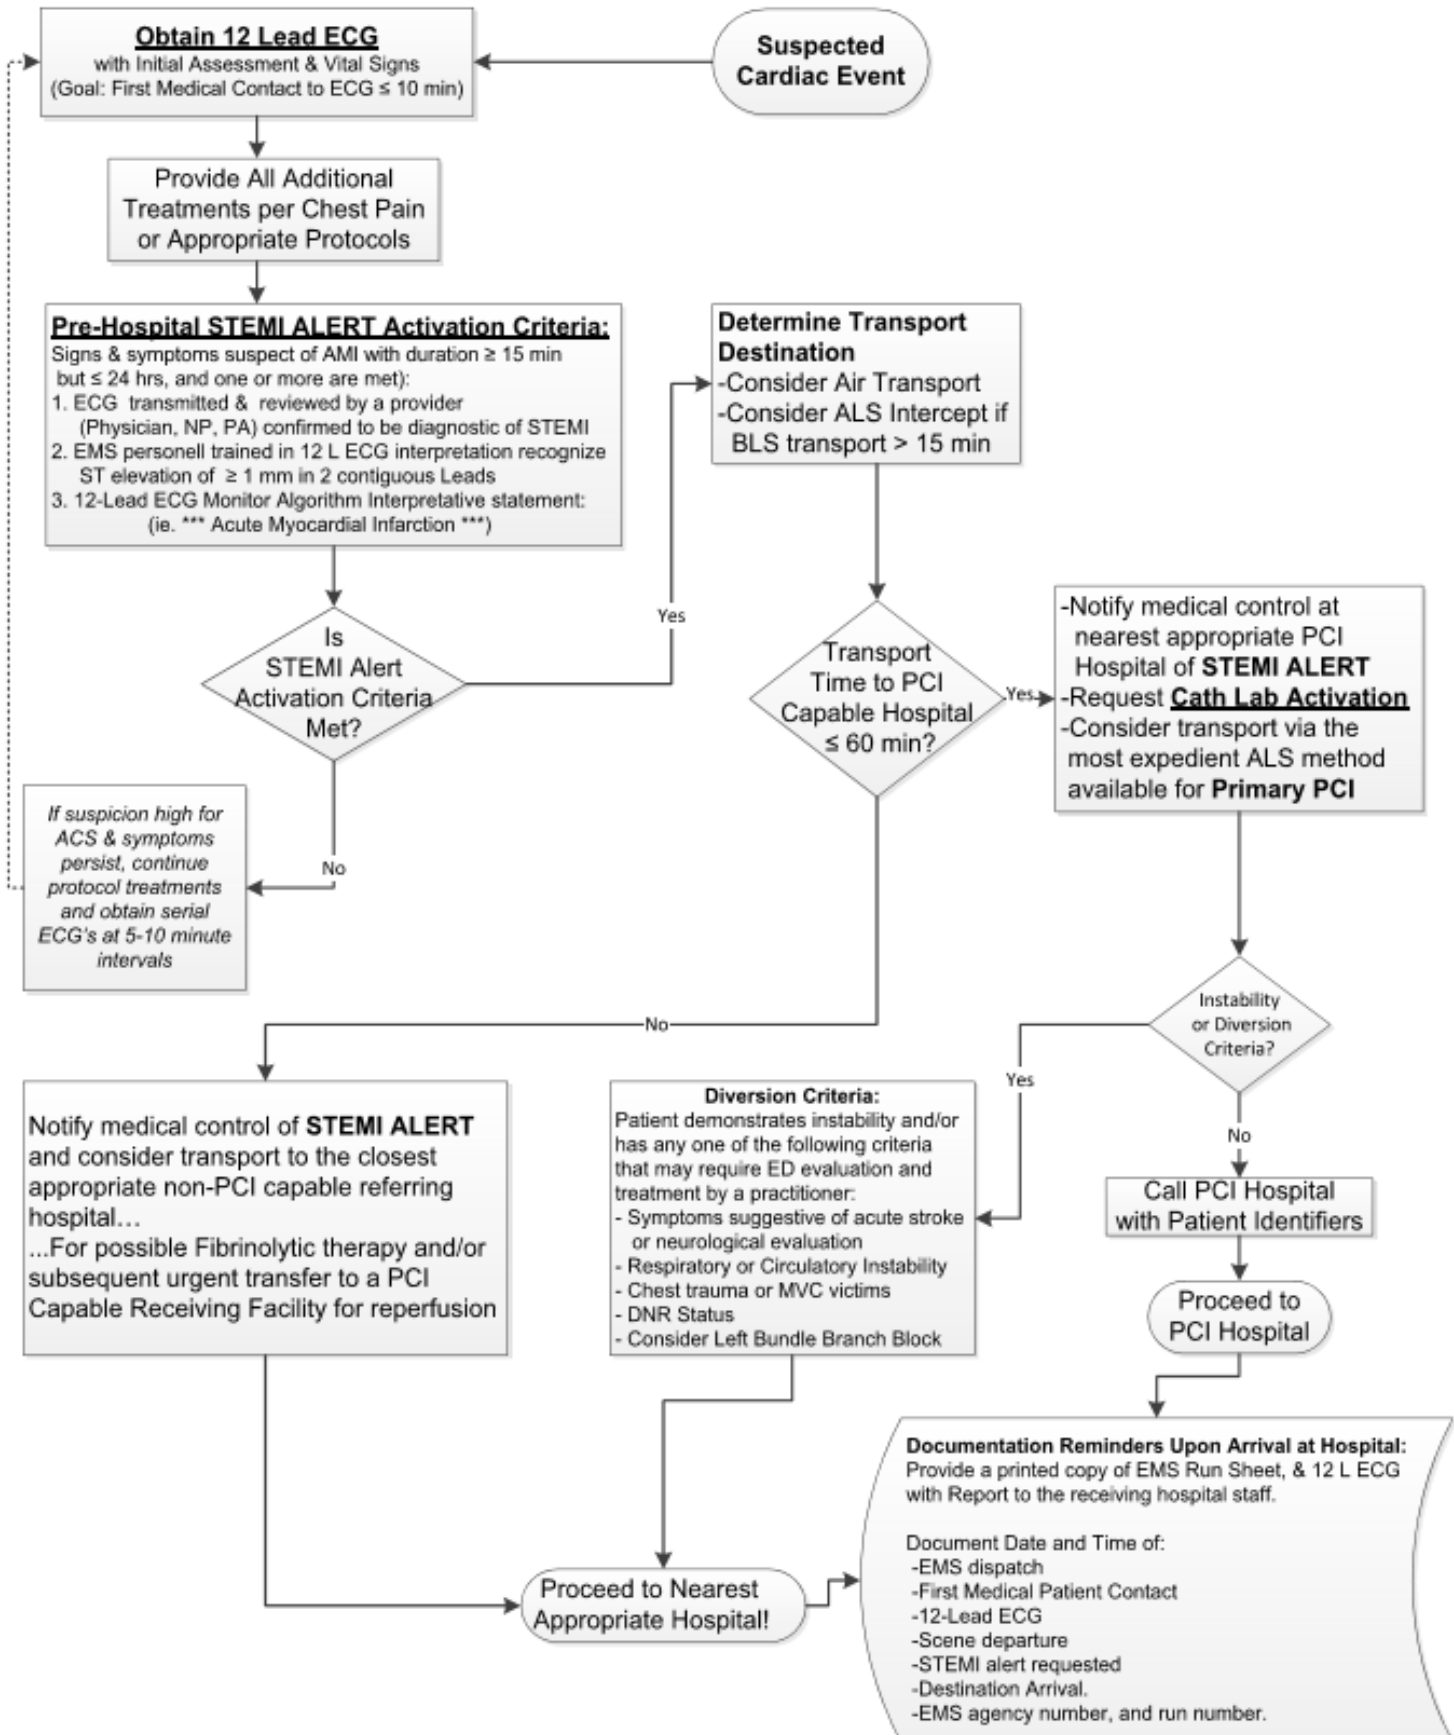 Obtain 12 Lead ECG
with Initial Assessment & Vital Signs
(Goal: First Medical Contact to ECG ≤ 10 min)
Suspected
Cardiac Event
Provide All Additional
Treatments per Chest Pain
or Appropriate Protocols
Pre-Hospital STEMI ALERT Activation Criteria:
Signs & symptoms suspect of AMI with duration ≥ 15 min
but ≤ 24 hrs, and one or more are met):
1. ECG transmitted & reviewed by a provider
(Physician, NP, PA) confirmed to be diagnostic of STEMI
2. EMS personell trained in 12 L ECG interpretation recognize
ST elevation of ≥ 1 mm in 2 contiguous Leads
3. 12-Lead ECG Monitor Algorithm Interpretative statement:
(ie. *** Acute Myocardial Infarction ***)
Determine Transport
Destination
-Consider Air Transport
-Consider ALS Intercept if
BLS transport > 15 min
Is
STEMI Alert
Activation Criteria
Met?
Yes
No
If suspicion high for
ACS & symptoms
persist, continue
protocol treatments
and obtain serial
ECG's at 5-10 minute
intervals
Transport
Time to PCI
Capable Hospital
≤ 60 min?
Yes
No
-Notify medical control at
nearest appropriate PCI
Hospital of STEMI ALERT
-Request Cath Lab Activation
-Consider transport via the
most expedient ALS method
available for Primary PCI
Instability
or Diversion
Criteria?
Yes
No
Notify medical control of STEMI ALERT
and consider transport to the closest
appropriate non-PCI capable referring
hospital…
...For possible Fibrinolytic therapy and/or
subsequent urgent transfer to a PCI
Capable Receiving Facility for reperfusion
Diversion Criteria:
Patient demonstrates instability and/or
has any one of the following criteria
that may require ED evaluation and
treatment by a practitioner:
- Symptoms suggestive of acute stroke
or neurological evaluation
- Respiratory or Circulatory Instability
- Chest trauma or MVC victims
- DNR Status
- Consider Left Bundle Branch Block
Call PCI Hospital
with Patient Identifiers
Proceed to
PCI Hospital
Proceed to Nearest
Appropriate Hospital!
Documentation Reminders Upon Arrival at Hospital:
Provide a printed copy of EMS Run Sheet, & 12 L ECG
with Report to the receiving hospital staff.
Document Date and Time of:
-EMS dispatch
-First Medical Patient Contact
-12-Lead ECG
-Scene departure
-STEMI alert requested
-Destination Arrival.
-EMS agency number, and run number.